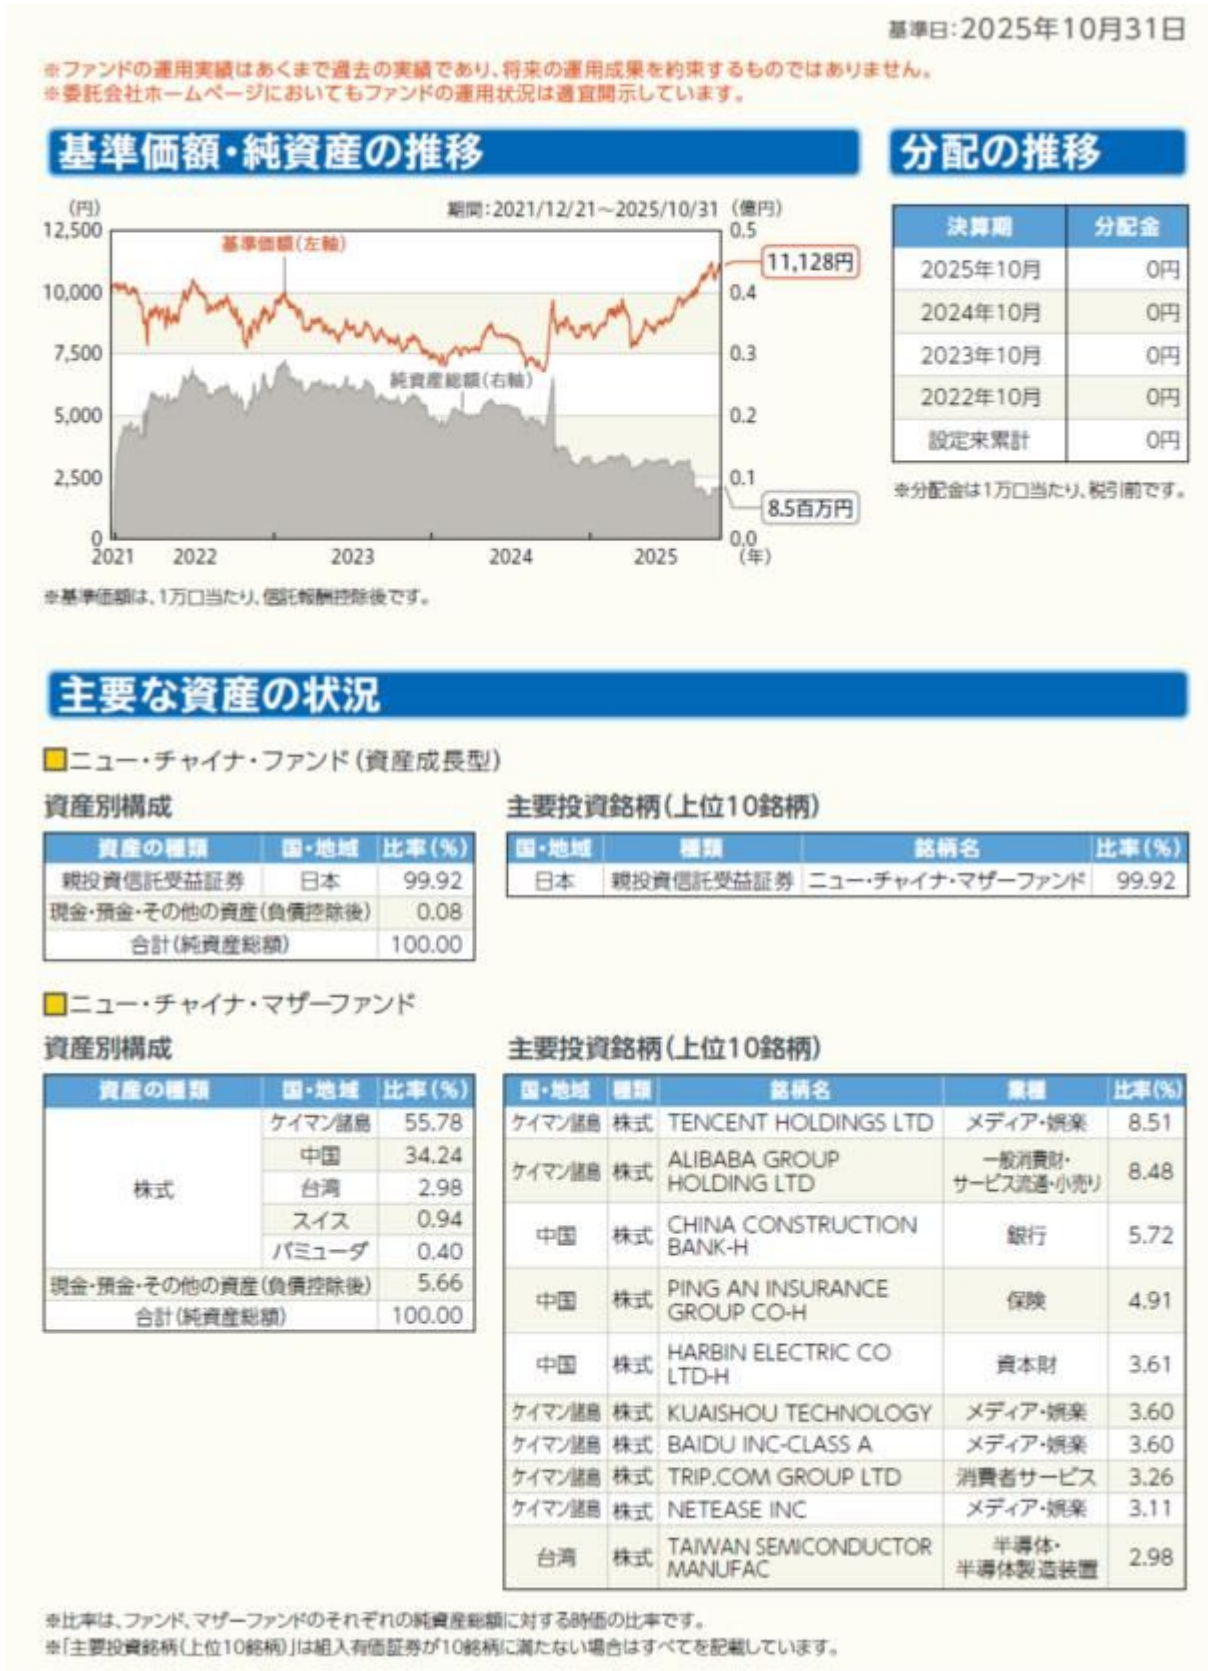 基準日:2025年10月31日
※ファンドの運用実績はあくまで過去の実績であり、将来の運用成果を約束するものではありません。
※委託会社ホームページにおいてもファンドの運用状況は適宜開示しています。
基準価額・純資産の推移
(円)
期間:2021/12/21~2025/10/31
(億円)
12,500
10,000
7,500
5,000
2,500
0
基準価額(左軸)
純資産総額(右軸)
0.5
0.4
0.3
0.2
0.1
0.0
11,128円
8.5百万円
2021 2022 2023 2024 2025 (年)
※基準価額は、1万口当たり、信託報酬控除後です。
分配の推移
決算期 分配金
2025年10月 0円
2024年10月 0円
2023年10月 0円
2022年10月 0円
設定来累計 0円
※分配金は1万口当たり、税引前です。
主要な資産の状況
ニュー・チャイナ・ファンド(資産成長型)
資産別構成
資産の種類 国・地域 比率(%)
親投資信託受益証券 日本 99.92
現金・預金・その他の資産(負債控除後) 0.08
合計(純資産総額) 100.00
主要投資銘柄(上位10銘柄)
国・地域 種類 銘柄名 比率(%)
日本 親投資信託受益証券 ニュー・チャイナ・マザーファンド 99.92
ニュー・チャイナ・マザーファンド
資産別構成
資産の種類 国・地域 比率(%)
株式
ケイマン諸島 55.78
中国 34.24
台湾 2.98
スイス 0.94
バミューダ 0.40
現金・預金・その他の資産(負債控除後) 5.66
合計(純資産総額) 100.00
主要投資銘柄(上位10銘柄)
国・地域 種類 銘柄名 業種 比率(%)
ケイマン諸島 株式 TENCENT HOLDINGS LTD メディア・娯楽 8.51
ケイマン諸島 株式 ALIBABA GROUP
HOLDING LTD 一般消費財・
サービス流通・小売り 8.48
中国 株式 CHINA CONSTRUCTION
BANK-H 銀行 5.72
中国 株式 PING AN INSURANCE
GROUP CO-H 保険 4.91
中国 株式 HARBIN ELECTRIC CO
LTD-H 資本財 3.61
ケイマン諸島 株式 KUAISHOU TECHNOLOGY メディア・娯楽 3.60
ケイマン諸島 株式 BAIDU INC-CLASS A メディア・娯楽 3.60
ケイマン諸島 株式 TRIP.COM GROUP LTD 消費者サービス 3.26
ケイマン諸島 株式 NETEASE INC メディア・娯楽 3.11
台湾 株式 TAIWAN SEMICONDUCTOR
MANUFAC 半導体・
半導体製造装置 2.98
※比率は、ファンド、マザーファンドのそれぞれの純資産総額に対する時価の比率です。
※「主要投資銘柄(上位10銘柄)」は組入有価証券が10銘柄に満たない場合はすべてを記載しています。